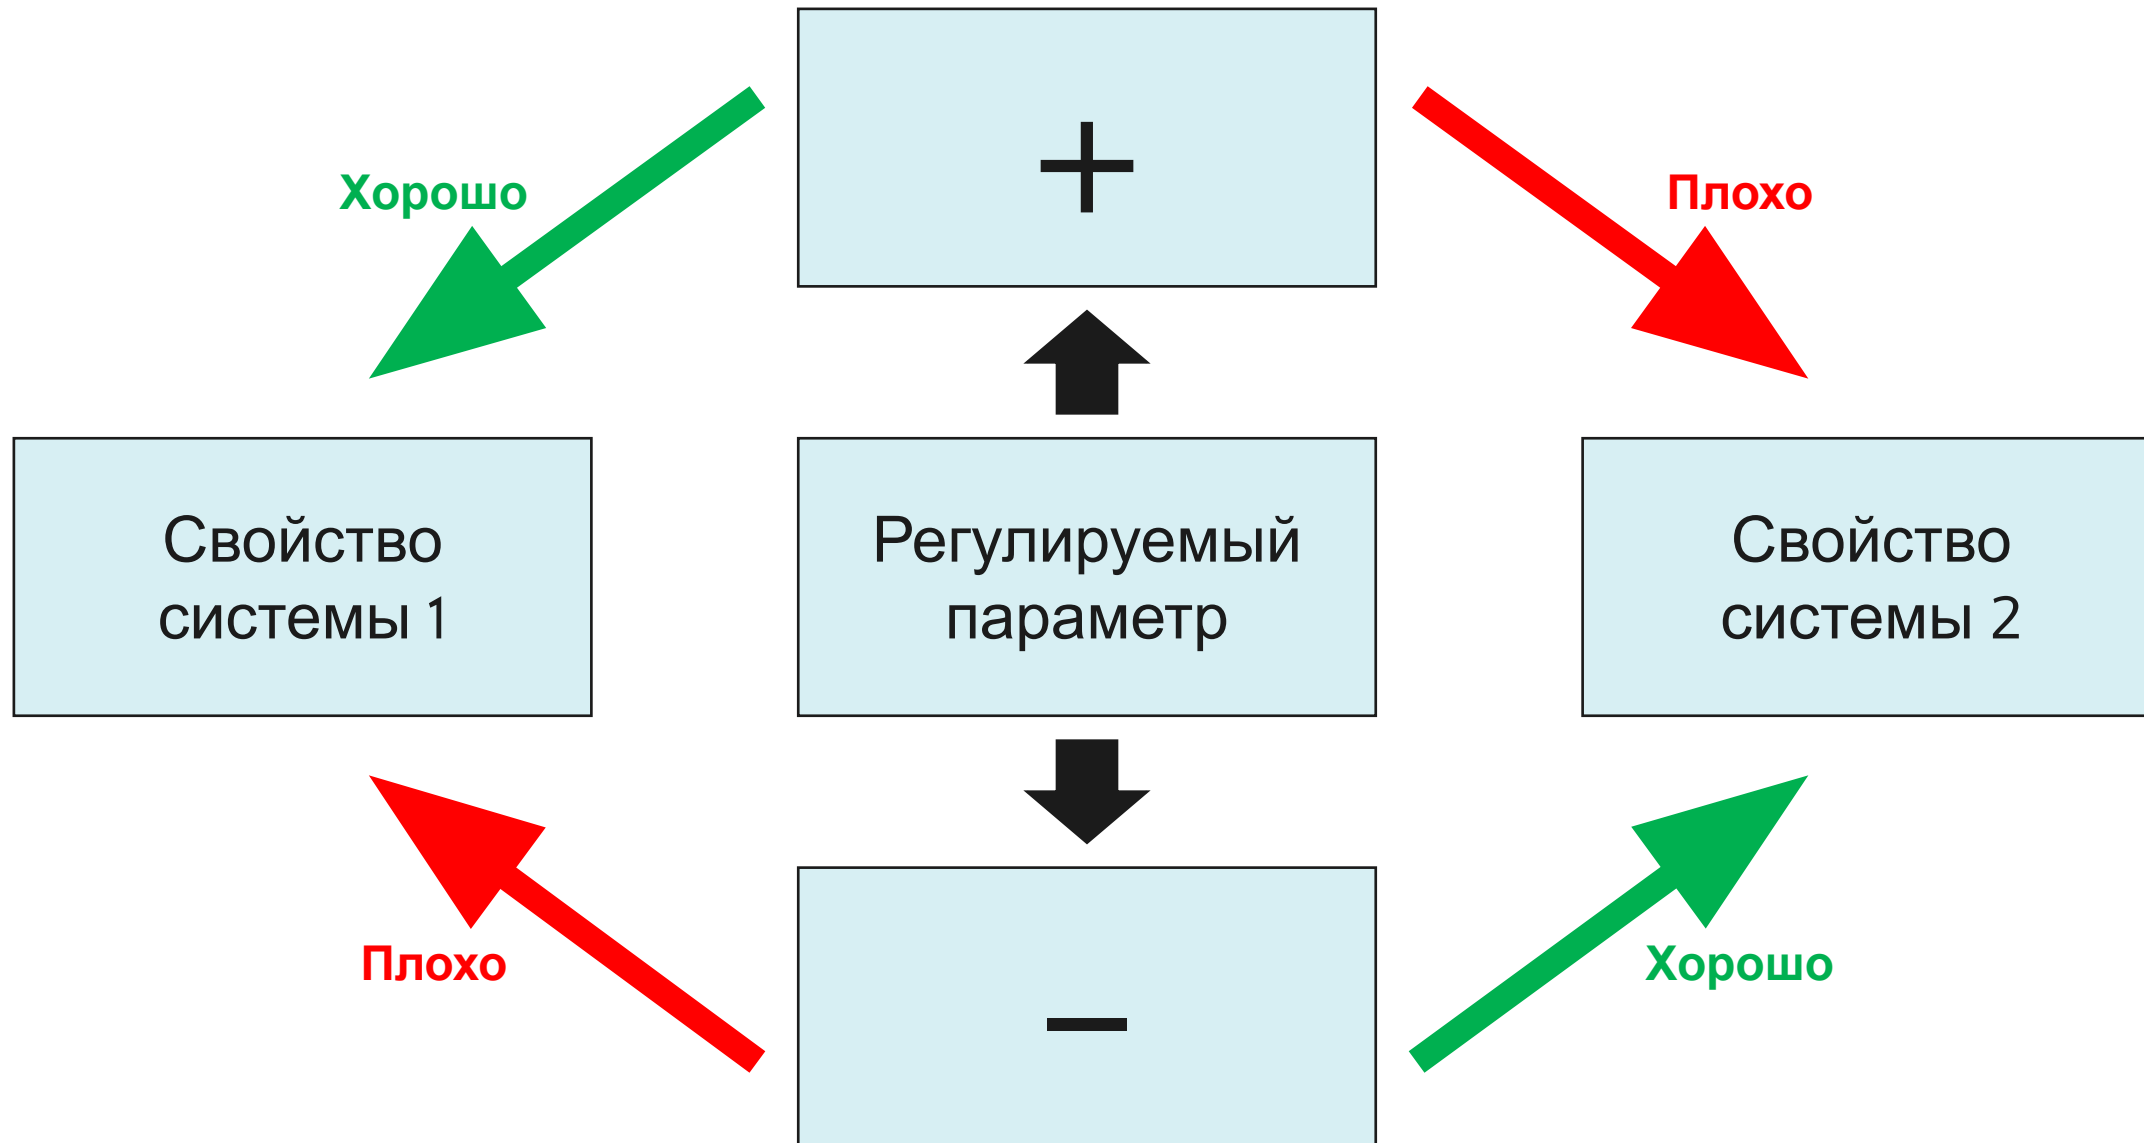 +
Хорошо
Плохо
Свойство
системы 1
Регулируемый
параметр
Свойство
системы 2
Плохо
Хорошо
–